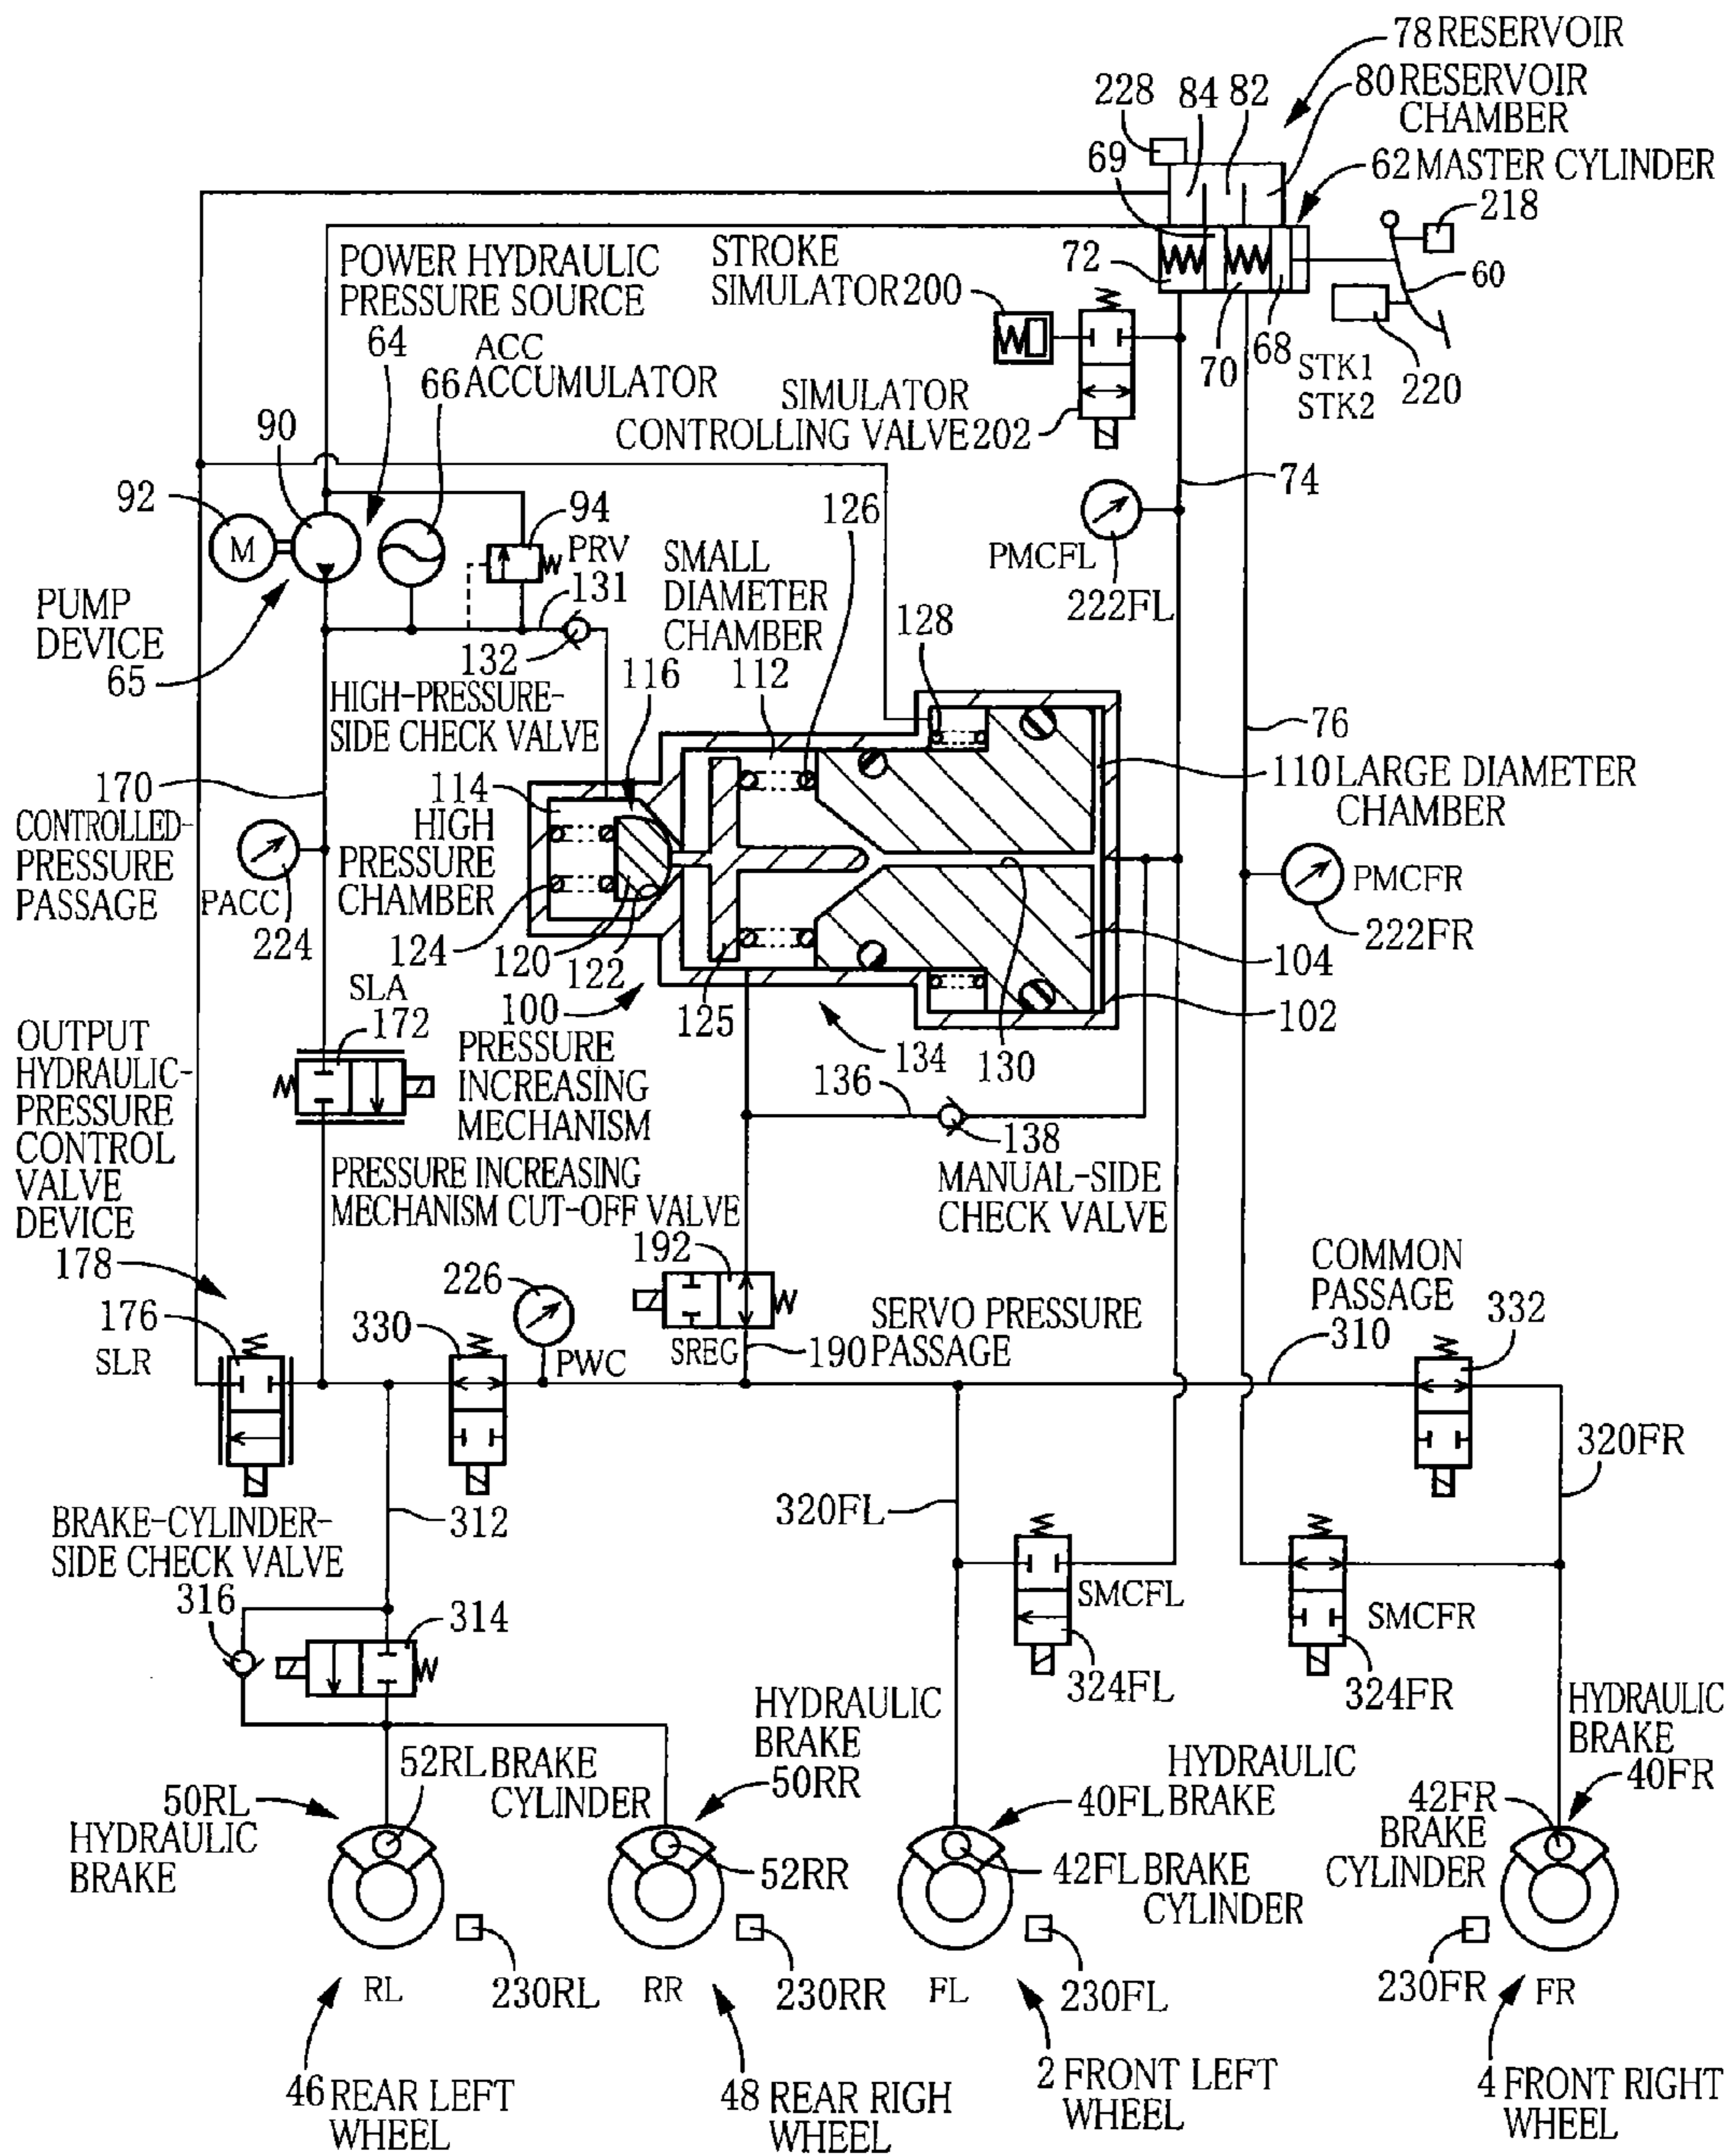 78 RESERVOIR
80 RESERVOIR
CHAMBER
228
84
82
69
62 MASTER CYLINDER
218
STROKE
SIMULATOR 200
72
60
POWER HYDRAULIC
PRESSURE SOURCE
64
ACC
66 ACCUMULATOR
70
68
STK1
STK2
220
SIMULATOR
CONTROLLING VALVE 202
90
92
M
94
PRV
131
126
74
PMCFL
222FL
SMALL
DIAMETER
CHAMBER
112
PUMP
DEVICE
65
132
HIGH-PRESSURE-
SIDE CHECK VALVE
116
128
76
170
CONTROLLED-
PRESSURE
PASSAGE
114
HIGH
PRESSURE
CHAMBER
110 LARGE DIAMETER
CHAMBER
PACC
224
124
120
122
PMCFR
222FR
104
102
SLA
172
100
PRESSURE
INCREASING
MECHANISM
125
134
130
OUTPUT
HYDRAULIC-
PRESSURE
CONTROL
VALVE
DEVICE
178
136
138
MANUAL-SIDE
CHECK VALVE
PRESSURE INCREASING
MECHANISM CUT-OFF VALVE
192
226
COMMON
PASSAGE
310
332
176
SLR
330
PWC
SREG
190
SERVO PRESSURE
PASSAGE
320FR
320FL
312
BRAKE-CYLINDER-
SIDE CHECK VALVE
316
314
SMCFL
324FL
SMCFR
324FR
HYDRAULIC
BRAKE
50RR
HYDRAULIC
BRAKE
40FR
52RL BRAKE
CYLINDER
50RL
HYDRAULIC
BRAKE
HYDRAULIC
40FL BRAKE
42FR
BRAKE
CYLINDER
52RR
42FL BRAKE
CYLINDER
RL
230RL
RR
230RR
FL
230FL
230FR
FR
46 REAR LEFT
WHEEL
48 REAR RIGH
WHEEL
2 FRONT LEFT
WHEEL
4 FRONT RIGHT
WHEEL